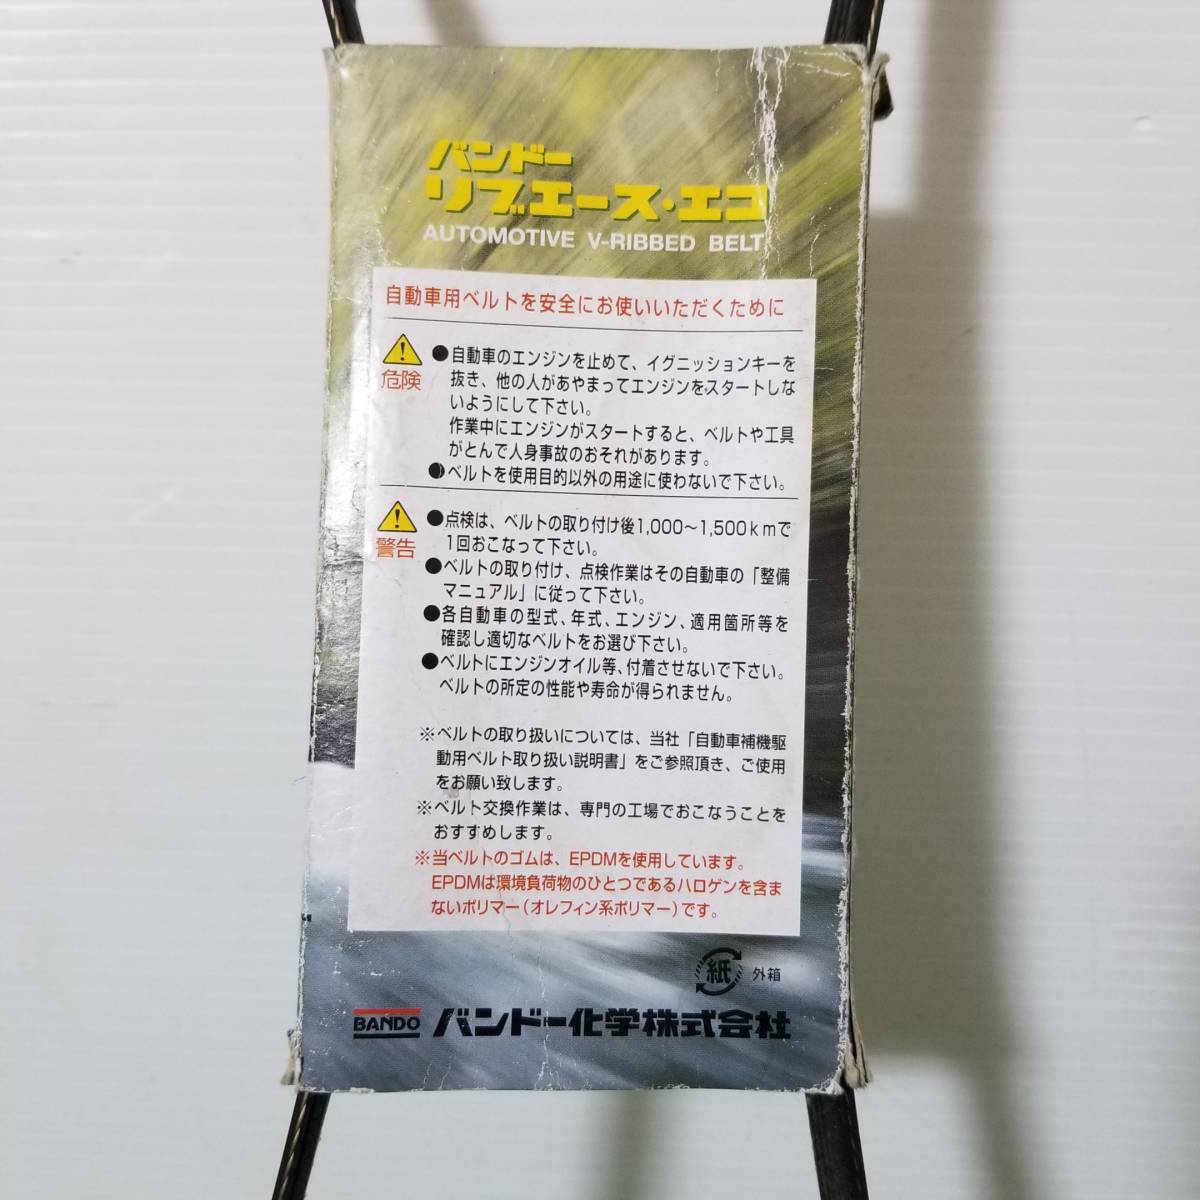 バンドー
リブエース・エコ
AUTOMOTIVE V-RIBBED BELT
自動車用ベルトを安全にお使いいただくために
危険
●自動車のエンジンを止めて、イグニッションキーを
抜き、他の人があやまってエンジンをスタートしな
いようにして下さい。
作業中にエンジンがスタートすると、ベルトや工具
がとんで人身事故のおそれがあります。
●ベルトを使用目的以外の用途に使わないで下さい。
警告
●点検は、ベルトの取り付け後1,000～1,500kmで
1回おこなって下さい。
●ベルトの取り付け、点検作業はその自動車の「整備
マニュアル」に従って下さい。
●各自動車の型式、年式、エンジン、適用箇所等を
確認し適切なベルトをお選び下さい。
●ベルトにエンジンオイル等、付着させないで下さい。
ベルトの所定の性能や寿命が得られません。
※ベルトの取り扱いについては、当社「自動車補機駆
動用ベルト取り扱い説明書」をご参照頂き、ご使用
をお願い致します。
※ベルト交換作業は、専門の工場でおこなうことを
おすすめします。
※当ベルトのゴムは、EPDMを使用しています。
EPDMは環境負荷物のひとつであるハロゲンを含ま
ないポリマー(オレフィン系ポリマー)です。
紙 外箱
BANDO バンドー化学株式会社